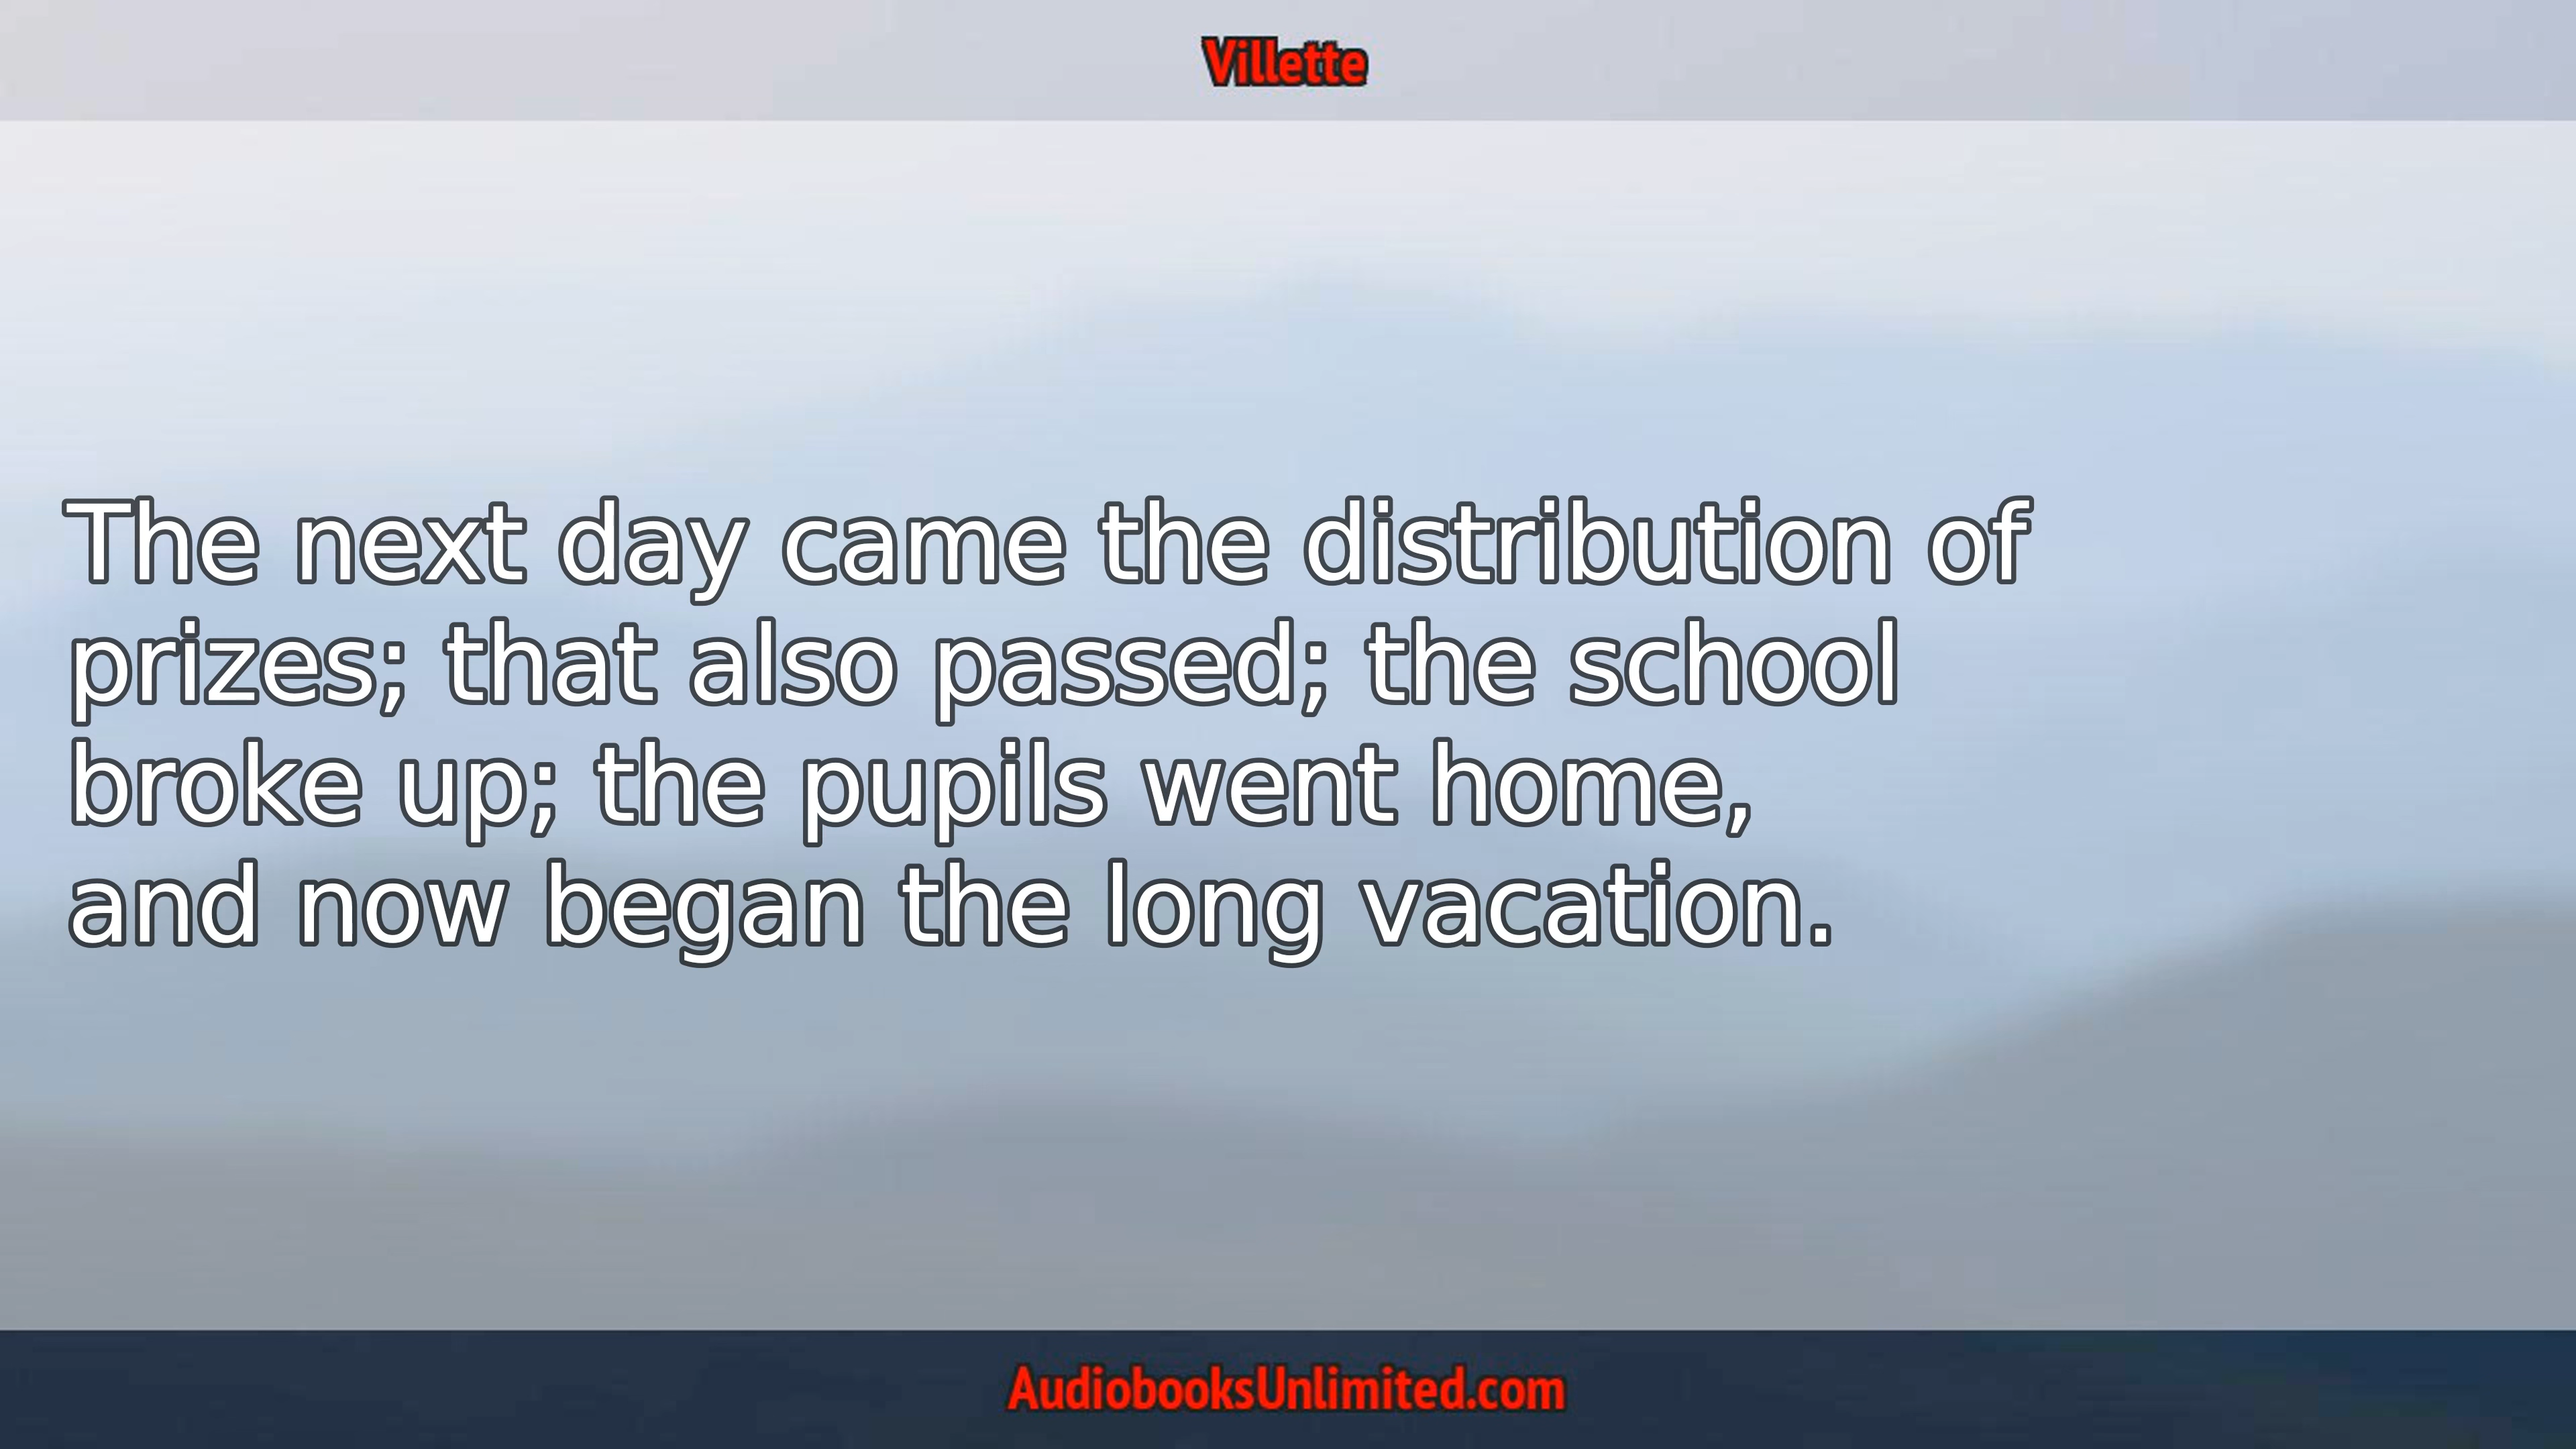 Villette
The next day came the distribution of
prizes; that also passed; the school
broke up; the pupils went home,
and now began the long vacation.
AudiobooksUnlimited.com